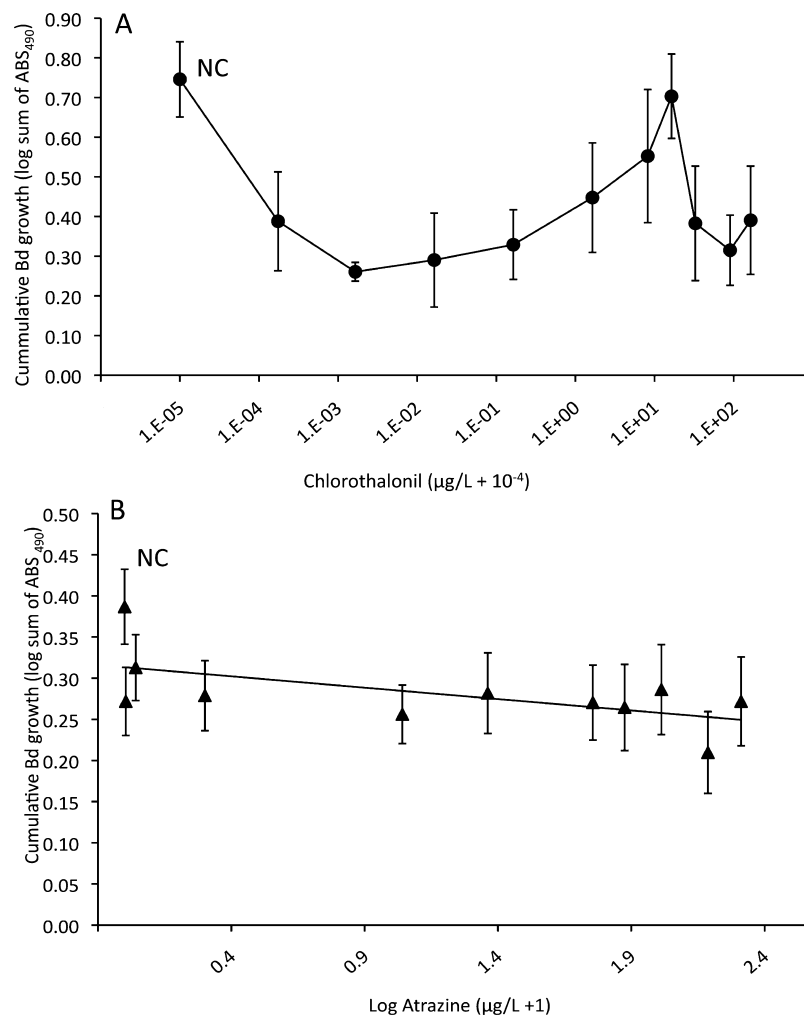 A
NC
Cummulative Bd growth (log sum of ABS490)
0.90
0.80
0.70
0.60
0.50
0.40
0.30
0.20
0.10
0.00
1.E-05
1.E-04
1.E-03
1.E-02
1.E-01
1.E+00
1.E+01
1.E+02
Chlorothalonil (µg/L + 10-4)
B
NC
Cumulative Bd growth (log sum of ABS490)
0.50
0.45
0.40
0.35
0.30
0.25
0.20
0.15
0.10
0.05
0.00
0.4
0.9
1.4
1.9
2.4
Log Atrazine (µg/L +1)